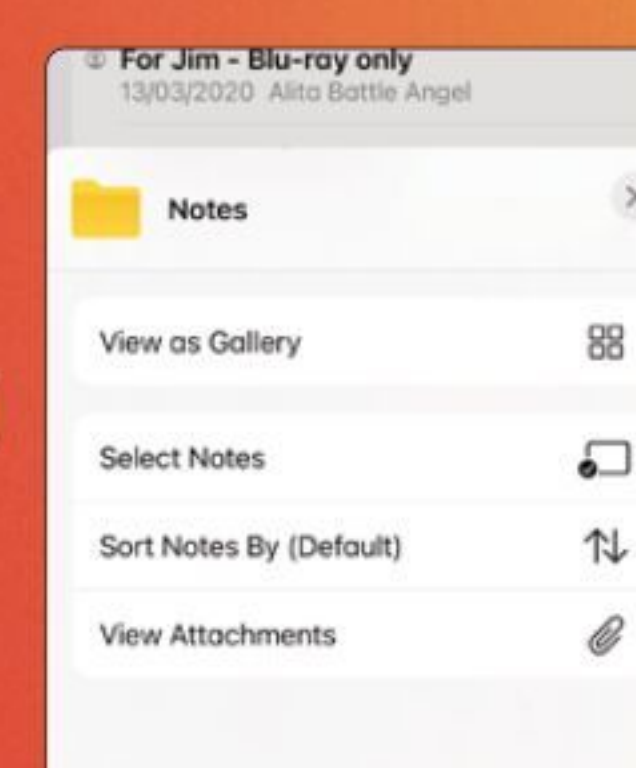 For Jim - Blu-ray only
13/03/2020 Alita Battle Angel
Notes
View as Gallery
Select Notes
Sort Notes By (Default)
View Attachments